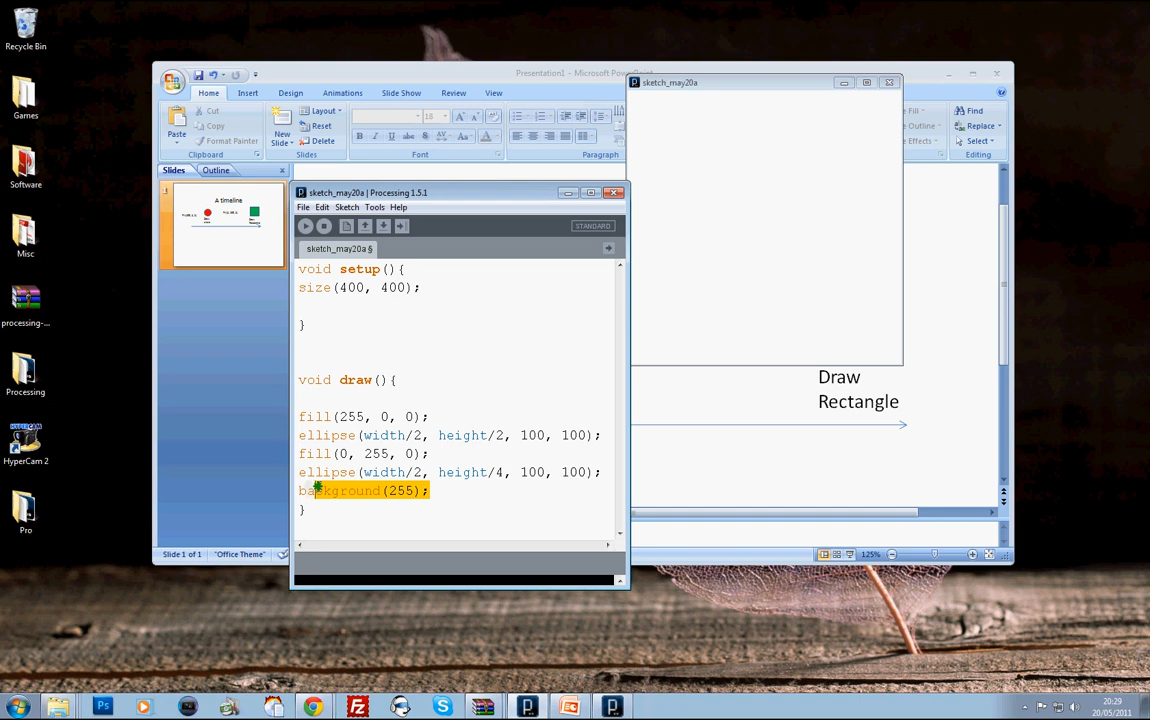 Recycle Bin
Games
Software
Misc
processing-...
Processing
HyperCam 2
Pro
Presentation1 - Microsoft PowerPoint
Home Insert Design Slide Show Animations Review View
Cut
Copy
Format Painter
Paste
Clipboard
New
Slide
Layout
Reset
Delete
Slides
18
Font
Paragraph
Fill
Outline
Effects
Find
Replace
Select
Editing
Slides Outline
1
A timeline
sketch_may20a
sketch_may20a | Processing 1.5.1
File Edit Sketch Tools Help
STANDARD
sketch_may20a §
void setup(){
size(400, 400);
}
void draw(){
fill(255, 0, 0);
ellipse(width/2, height/2, 100, 100);
fill(0, 255, 0);
ellipse(width/2, height/4, 100, 100);
background(255);
}
Draw
Rectangle
Slide 1 of 1 "Office Theme"
125%
20:29
20/05/2011